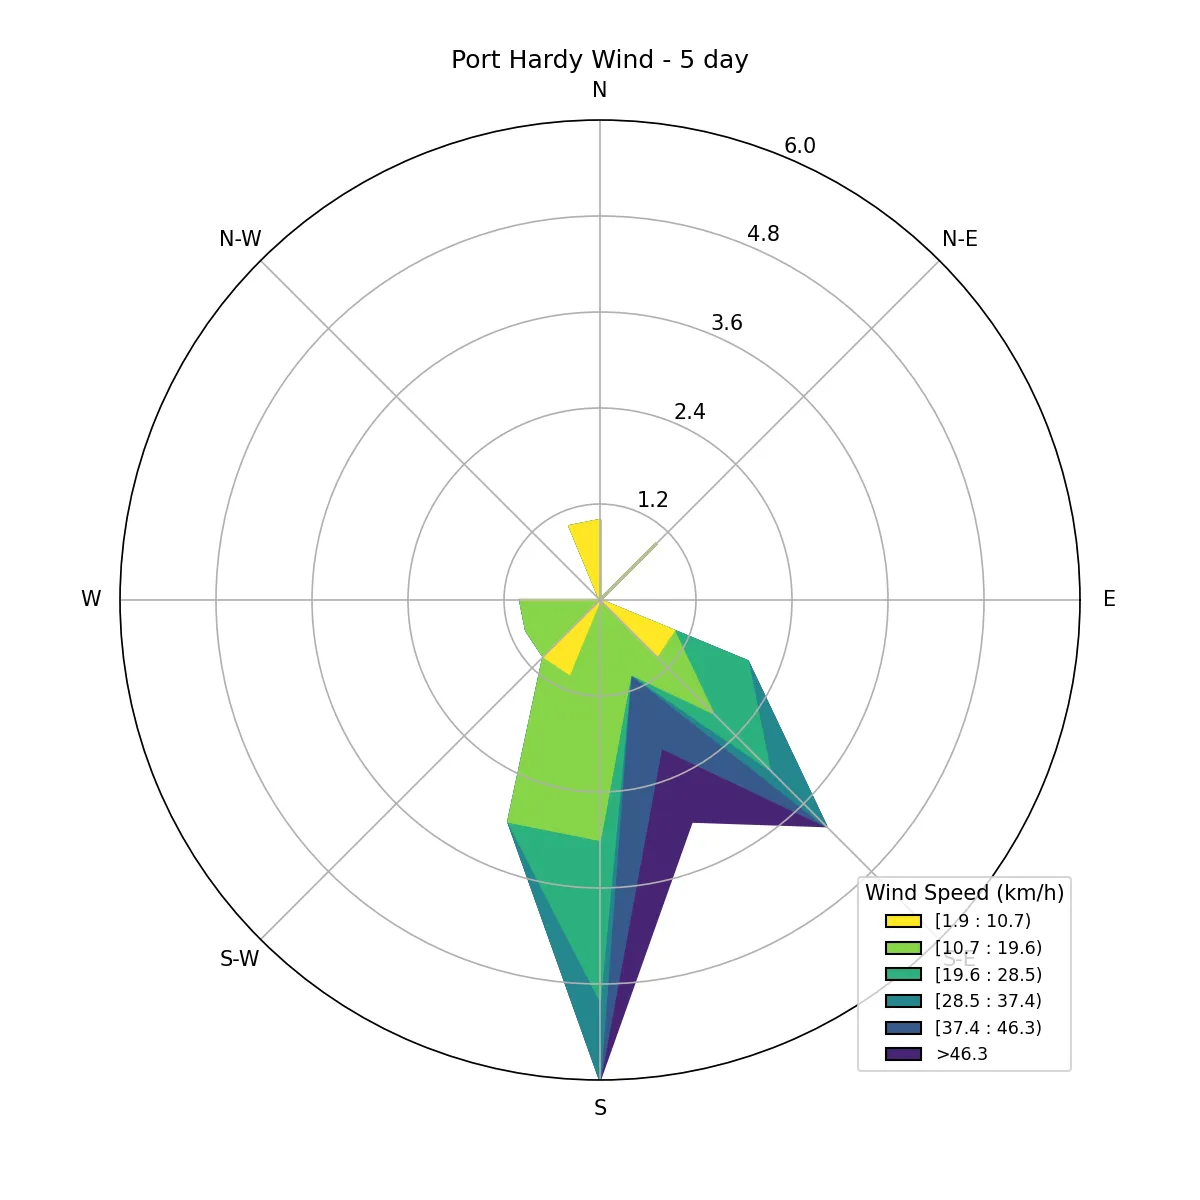 Port Hardy Wind - 5 day
N
6.0
N-W
N-E
4.8
3.6
2.4
1.2
W
E
S-W
S-E
Wind Speed (km/h)
[1.9 : 10.7)
[10.7 : 19.6)
[19.6 : 28.5)
[28.5 : 37.4)
[37.4 : 46.3)
>46.3
S